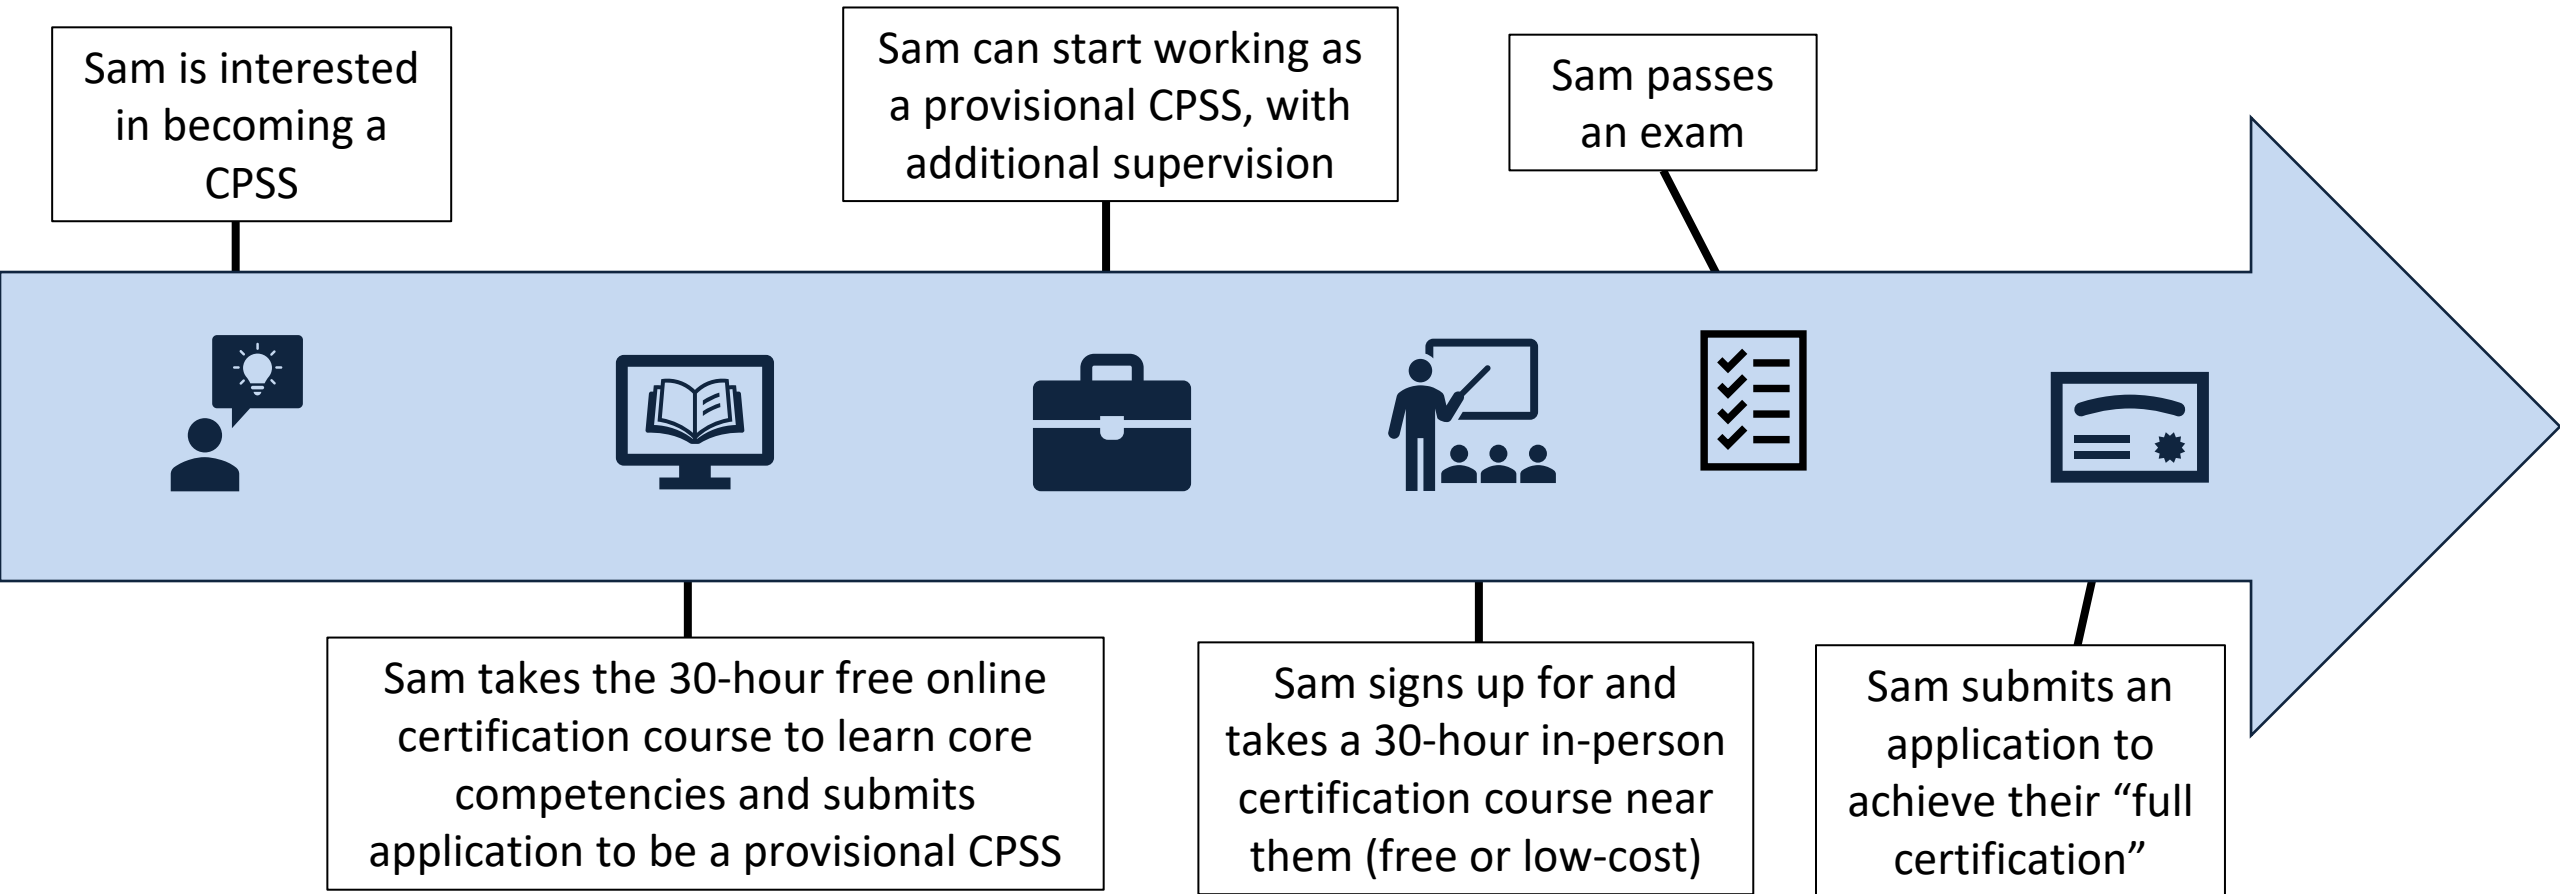 Sam is interested
in becoming a
CPSS
Sam takes the 30-hour free online
certification course to learn core
competencies and submits
application to be a provisional CPSS
Sam can start working as
a provisional CPSS, with
additional supervision
Sam signs up for and
takes a 30-hour in-person
certification course near
them (free or low-cost)
Sam passes
an exam
Sam submits an
application to
achieve their “full
certification”